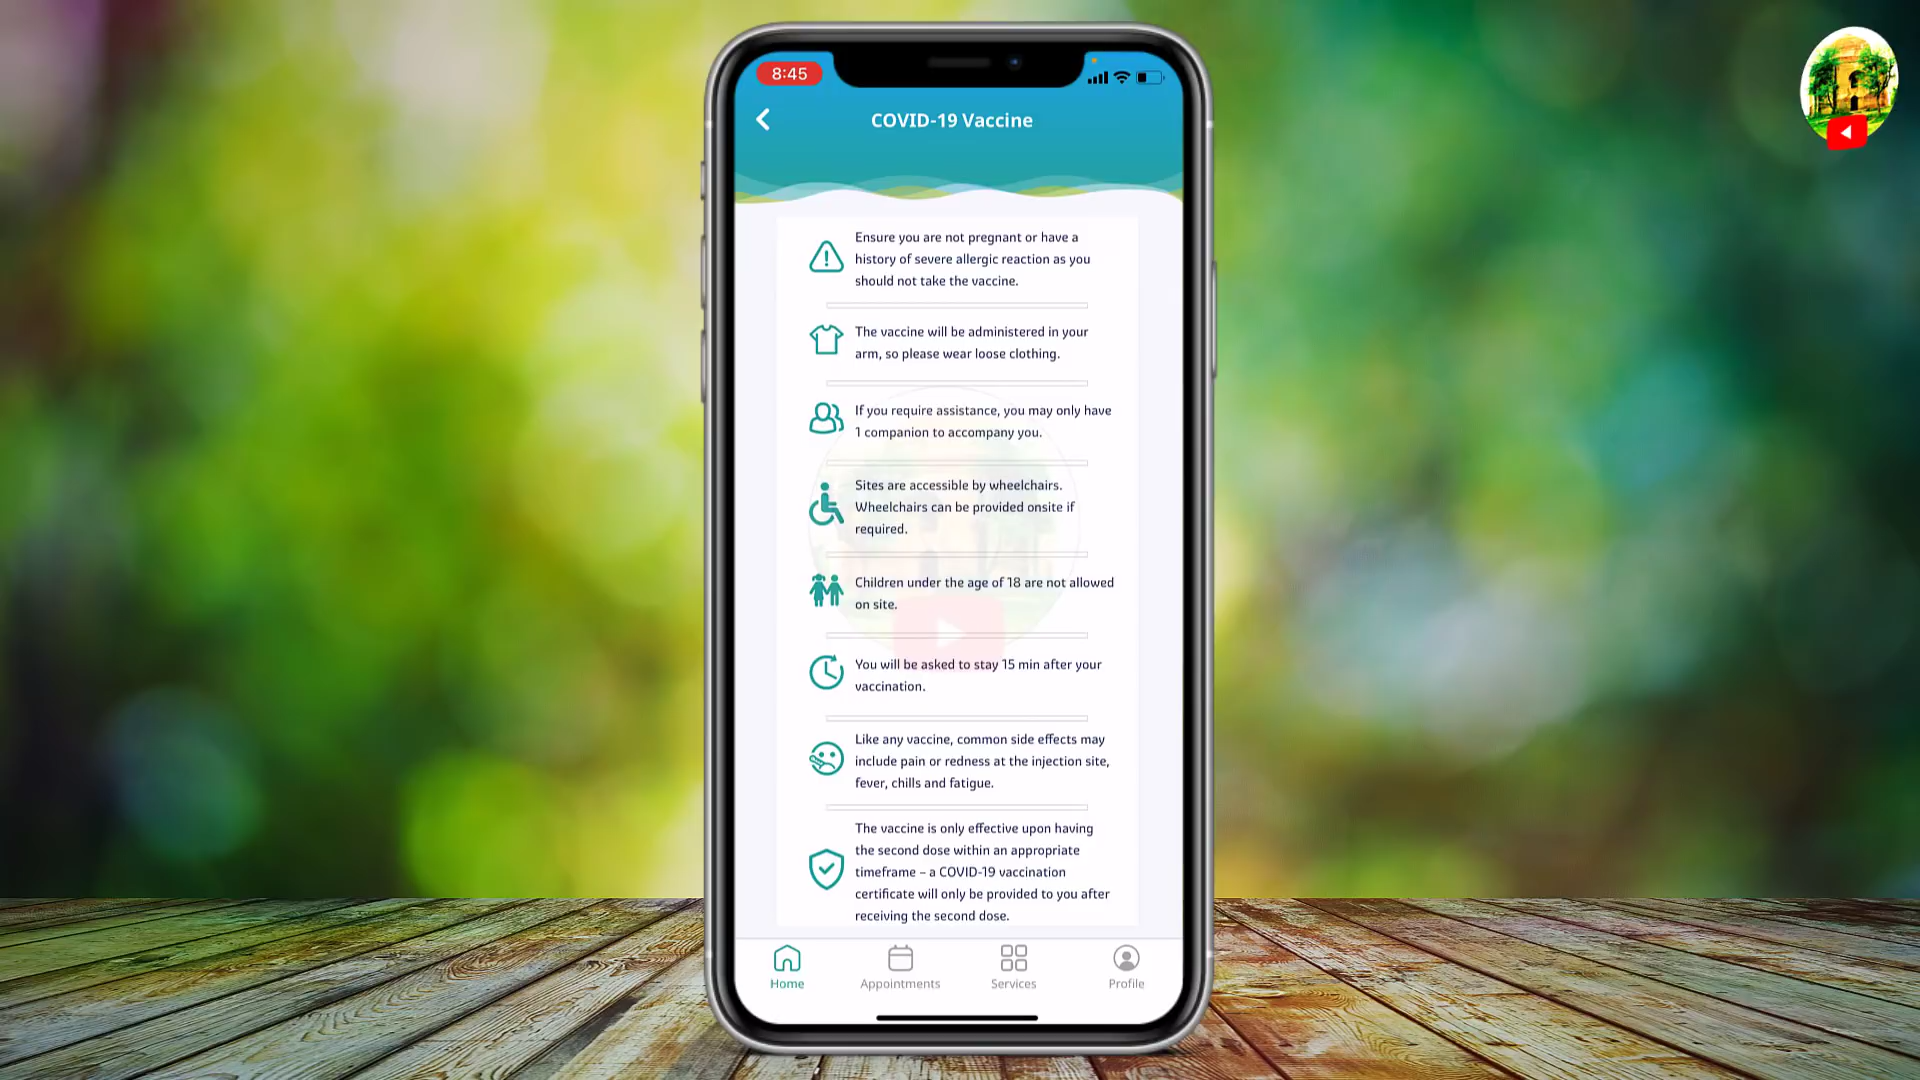 8:45
COVID-19 Vaccine
Ensure you are not pregnant or have a
history of severe allergic reaction as you
should not take the vaccine.
The vaccine will be administered in your
arm, so please wear loose clothing.
If you require assistance, you may only have
1 companion to accompany you.
Sites are accessible by wheelchairs.
Wheelchairs can be provided onsite if
required.
Children under the age of 18 are not allowed
on site.
You will be asked to stay 15 min after your
vaccination.
Like any vaccine, common side effects may
include pain or redness at the injection site,
fever, chills and fatigue.
The vaccine is only effective upon having
the second dose within an appropriate
timeframe – a COVID-19 vaccination
certificate will only be provided to you after
receiving the second dose.
Home
Appointments
Services
Profile